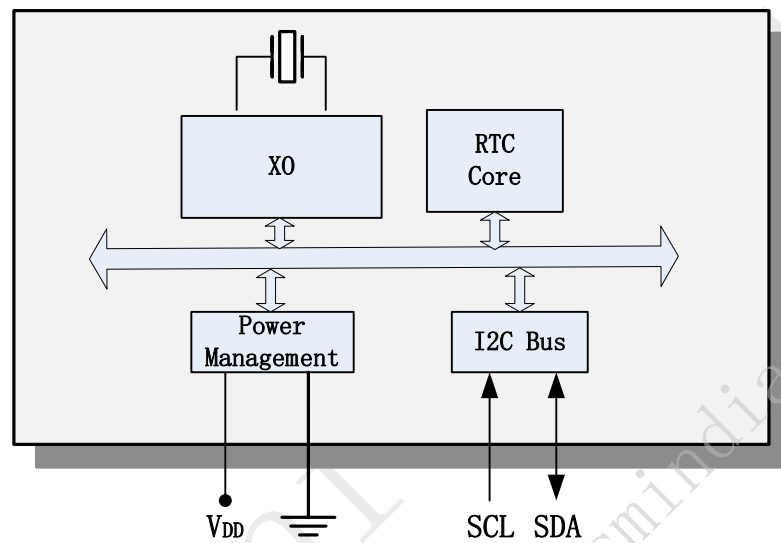 XO
RTC
Core
Power
Management
I2C Bus
VDD
SCL SDA